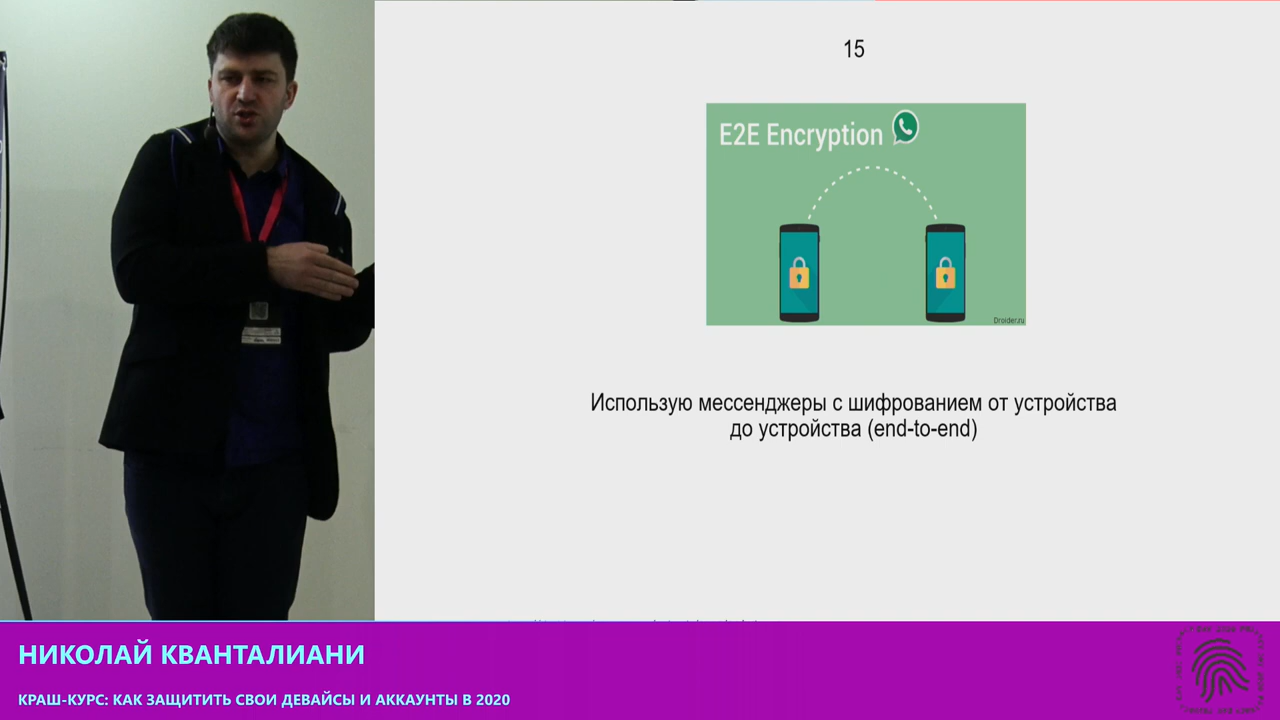 15
E2E Encryption
Droider.ru
Использую мессенджеры с шифрованием от устройства
до устройства (end-to-end)
НИКОЛАЙ КВАНТАЛИАНИ
КРАШ-КУРС: КАК ЗАЩИТИТЬ СВОИ ДЕВАЙСЫ И АККАУНТЫ В 2020